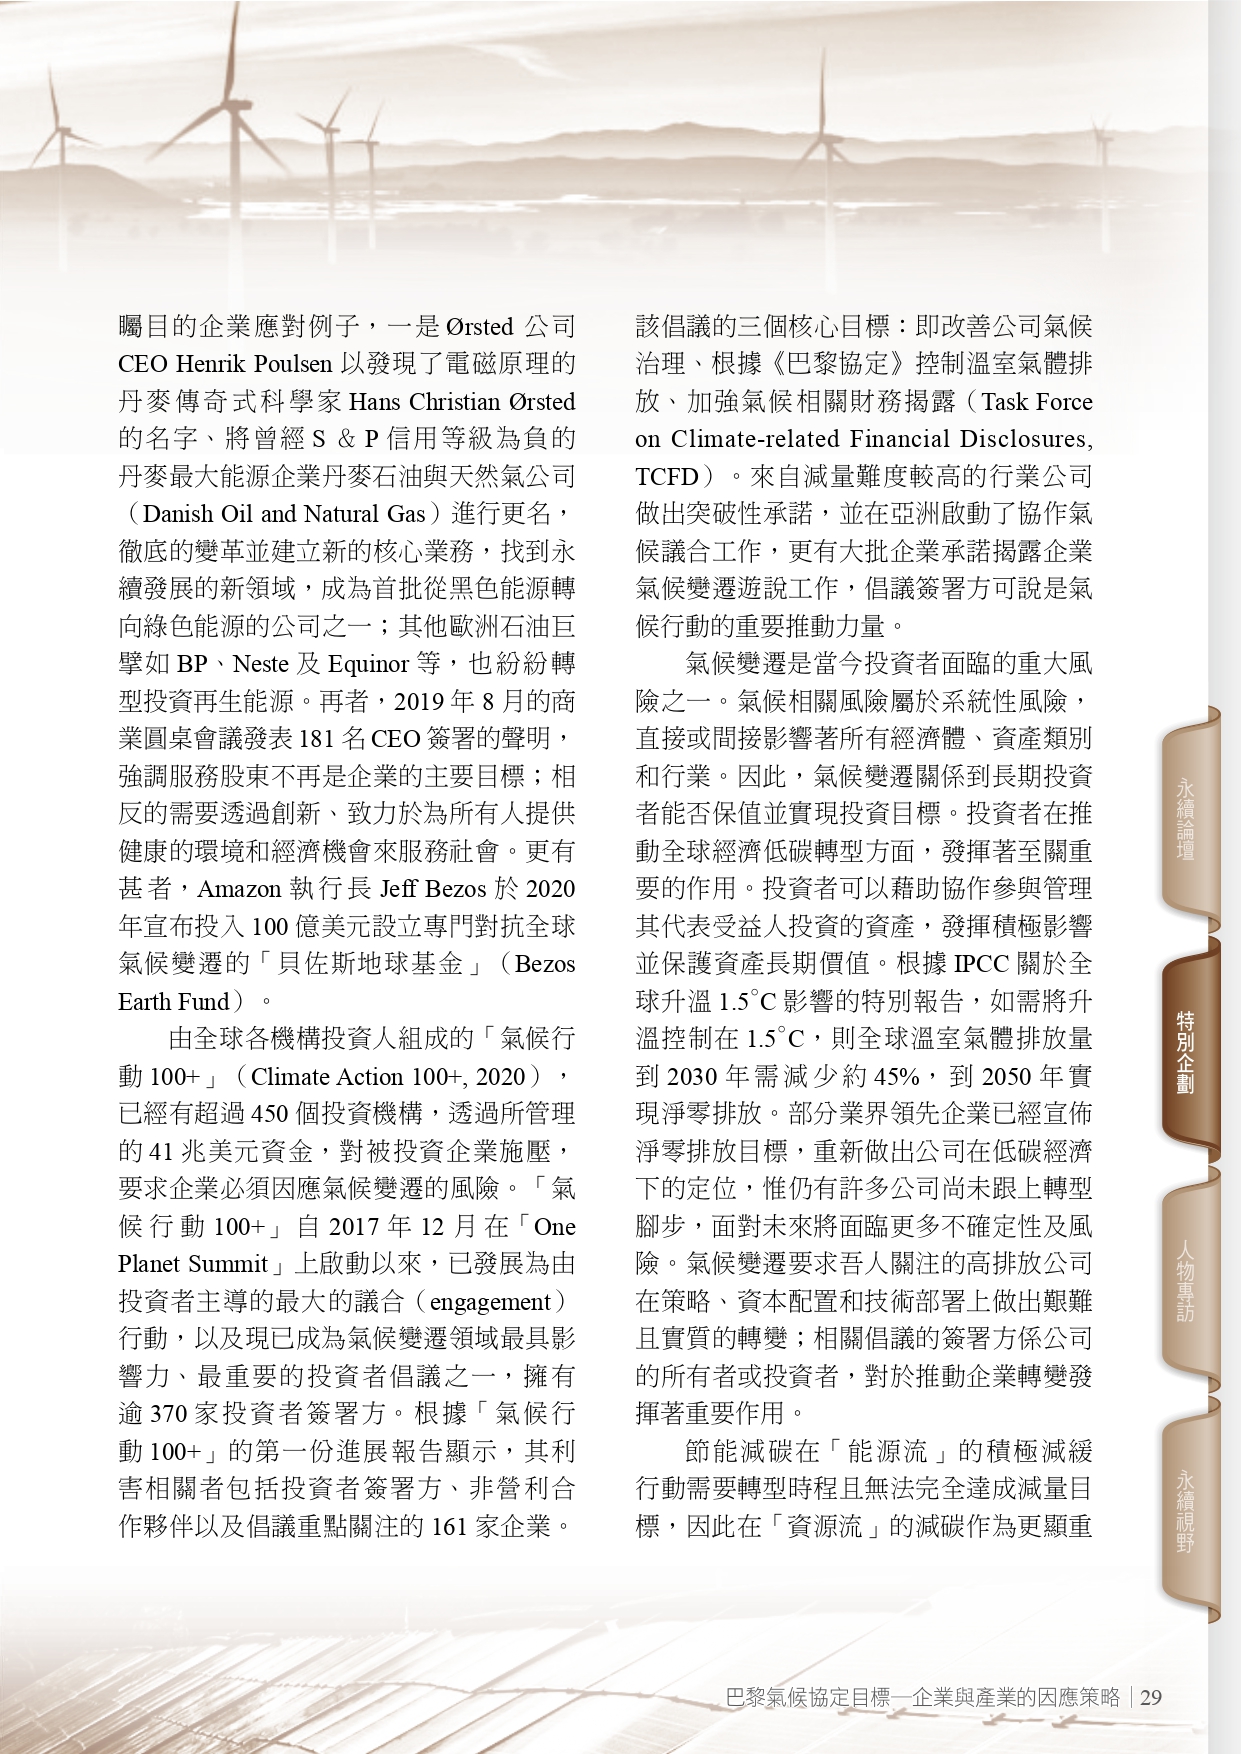 矚目的企業應對例子，一是 Ørsted 公司
CEO Henrik Poulsen 以發現了電磁原理的
丹麥傳奇式科學家 Hans Christian Ørsted
的名字、將曾經 S ＆ P 信用等級為負的
丹麥最大能源企業丹麥石油與天然氣公司
（Danish Oil and Natural Gas）進行更名，
徹底的變革並建立新的核心業務，找到永
續發展的新領域，成為首批從黑色能源轉
向綠色能源的公司之一；其他歐洲石油巨
擘如 BP、Neste 及 Equinor 等，也紛紛轉
型投資再生能源。再者，2019 年 8 月的商
業圓桌會議發表 181 名 CEO 簽署的聲明，
強調服務股東不再是企業的主要目標；相
反的需要透過創新、致力於為所有人提供
健康的環境和經濟機會來服務社會。更有
甚者，Amazon 執行長 Jeff Bezos 於 2020
年宣布投入 100 億美元設立專門對抗全球
氣候變遷的「貝佐斯地球基金」（Bezos
Earth Fund）。
由全球各機構投資人組成的「氣候行
動 100+」（Climate Action 100+, 2020），
已經有超過 450 個投資機構，透過所管理
的 41 兆美元資金，對被投資企業施壓，
要求企業必須因應氣候變遷的風險。「氣
候行動 100+」自 2017 年 12 月在「One
Planet Summit」上啟動以來，已發展為由
投資者主導的最大的議合（engagement）
行動，以及現已成為氣候變遷領域最具影
響力、最重要的投資者倡議之一，擁有
逾 370 家投資者簽署方。根據「氣候行
動 100+」的第一份進展報告顯示，其利
害相關者包括投資者簽署方、非營利合
作夥伴以及倡議重點關注的 161 家企業。
該倡議的三個核心目標：即改善公司氣候
治理、根據《巴黎協定》控制溫室氣體排
放、加強氣候相關財務揭露（Task Force
on Climate-related Financial Disclosures,
TCFD）。來自減量難度較高的行業公司
做出突破性承諾，並在亞洲啟動了協作氣
候議合工作，更有大批企業承諾揭露企業
氣候變遷遊說工作，倡議簽署方可說是氣
候行動的重要推動力量。
氣候變遷是當今投資者面臨的重大風
險之一。氣候相關風險屬於系統性風險，
直接或間接影響著所有經濟體、資產類別
和行業。因此，氣候變遷關係到長期投資
者能否保值並實現投資目標。投資者在推
動全球經濟低碳轉型方面，發揮著至關重
要的作用。投資者可以藉助協作參與管理
其代表受益人投資的資產，發揮積極影響
並保護資產長期價值。根據 IPCC 關於全
球升溫 1.5°C 影響的特別報告，如需將升
溫控制在 1.5°C，則全球溫室氣體排放量
到 2030 年需減少約 45%，到 2050 年實
現淨零排放。部分業界領先企業已經宣佈
淨零排放目標，重新做出公司在低碳經濟
下的定位，惟仍有許多公司尚未跟上轉型
腳步，面對未來將面臨更多不確定性及風
險。氣候變遷要求吾人關注的高排放公司
在策略、資本配置和技術部署上做出艱難
且實質的轉變；相關倡議的簽署方係公司
的所有者或投資者，對於推動企業轉變發
揮著重要作用。
節能減碳在「能源流」的積極減緩
行動需要轉型時程且無法完全達成減量目
標，因此在「資源流」的減碳作為更顯重
永續論壇
特別企劃
人物專訪
永續視野
巴黎氣候協定目標—企業與產業的因應策略｜29